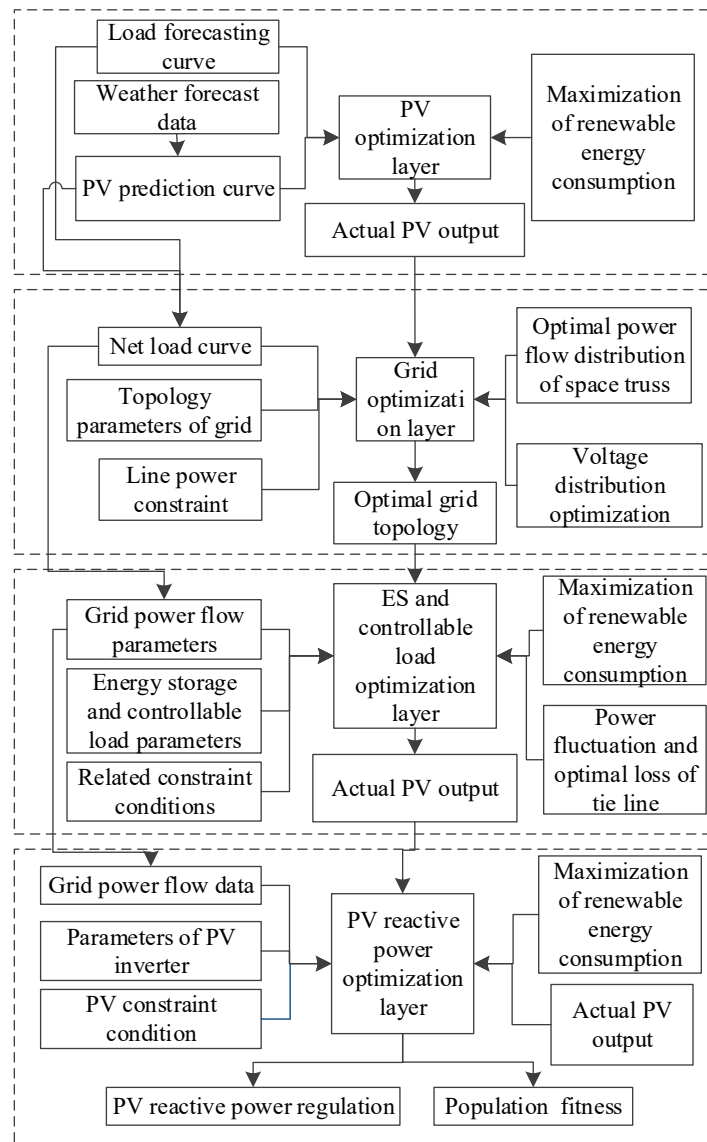 Load forecasting
curve
Weather forecast
data
PV prediction curve
PV
optimization
layer
Maximization
of renewable
energy
consumption
Actual PV output
Net load curve
Topology
parameters of grid
Line power
constraint
Grid
optimizati
on layer
Optimal power
flow distribution
of space truss
Voltage
distribution
optimization
Optimal grid
topology
Grid power flow
parameters
Energy storage
and controllable
load parameters
Related constraint
conditions
ES and
controllable
load
optimization
layer
Maximization
of renewable
energy
consumption
Power
fluctuation and
optimal loss of
tie line
Actual PV output
Grid power flow data
Parameters of PV
inverter
PV constraint
condition
PV reactive
power
optimization
layer
Maximization
of renewable
energy
consumption
Actual PV
output
PV reactive power regulation
Population fitness